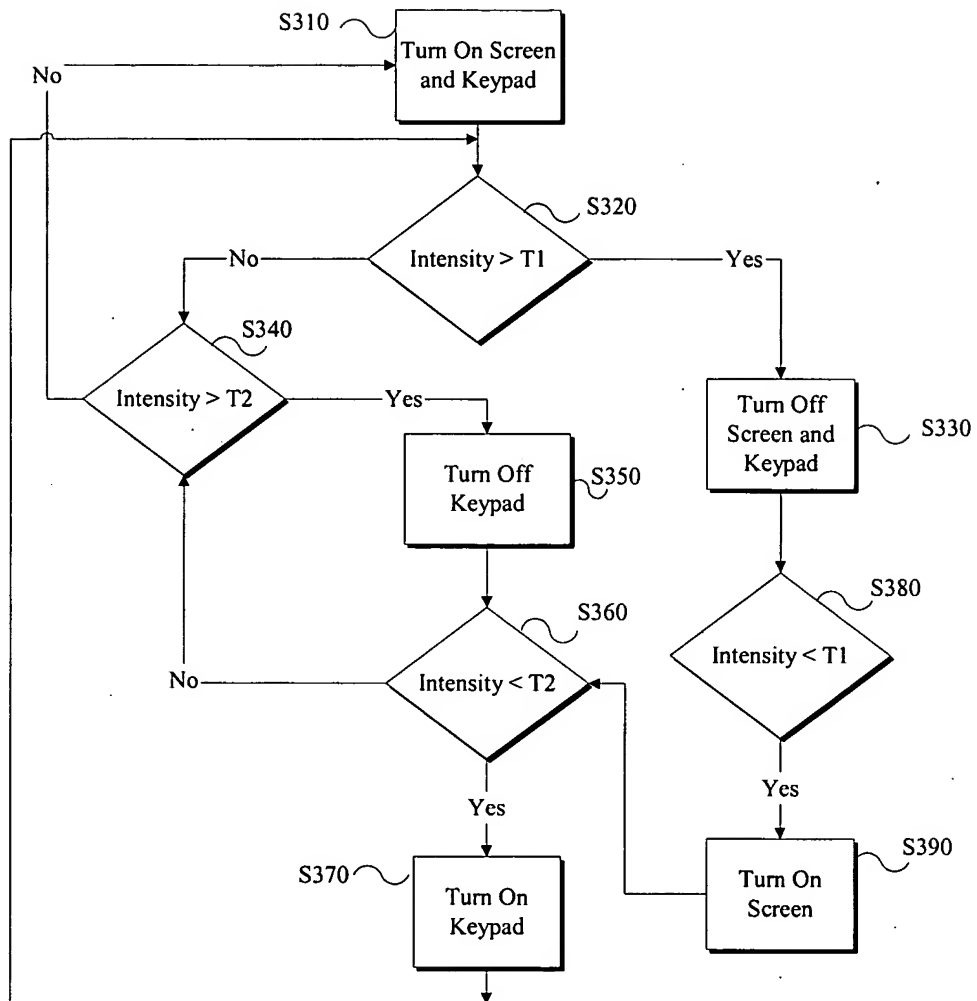 S310
Turn On Screen
and Keypad
No
S320
Intensity > T1
No
Yes
S340
Intensity > T2
Yes
Turn Off
Screen and
Keypad
S330
Turn Off
Keypad
S350
S380
Intensity < T1
S360
Intensity < T2
No
Yes
Yes
S390
Turn On
Screen
S370
Turn On
Keypad